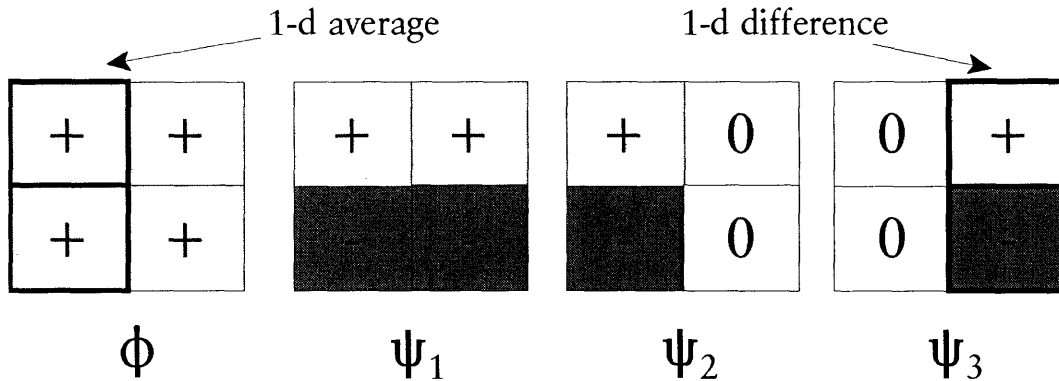 1-d average 1-d difference
+ + + + + 0 0 +
+ + 0 0
ϕ ψ1 ψ2 ψ3